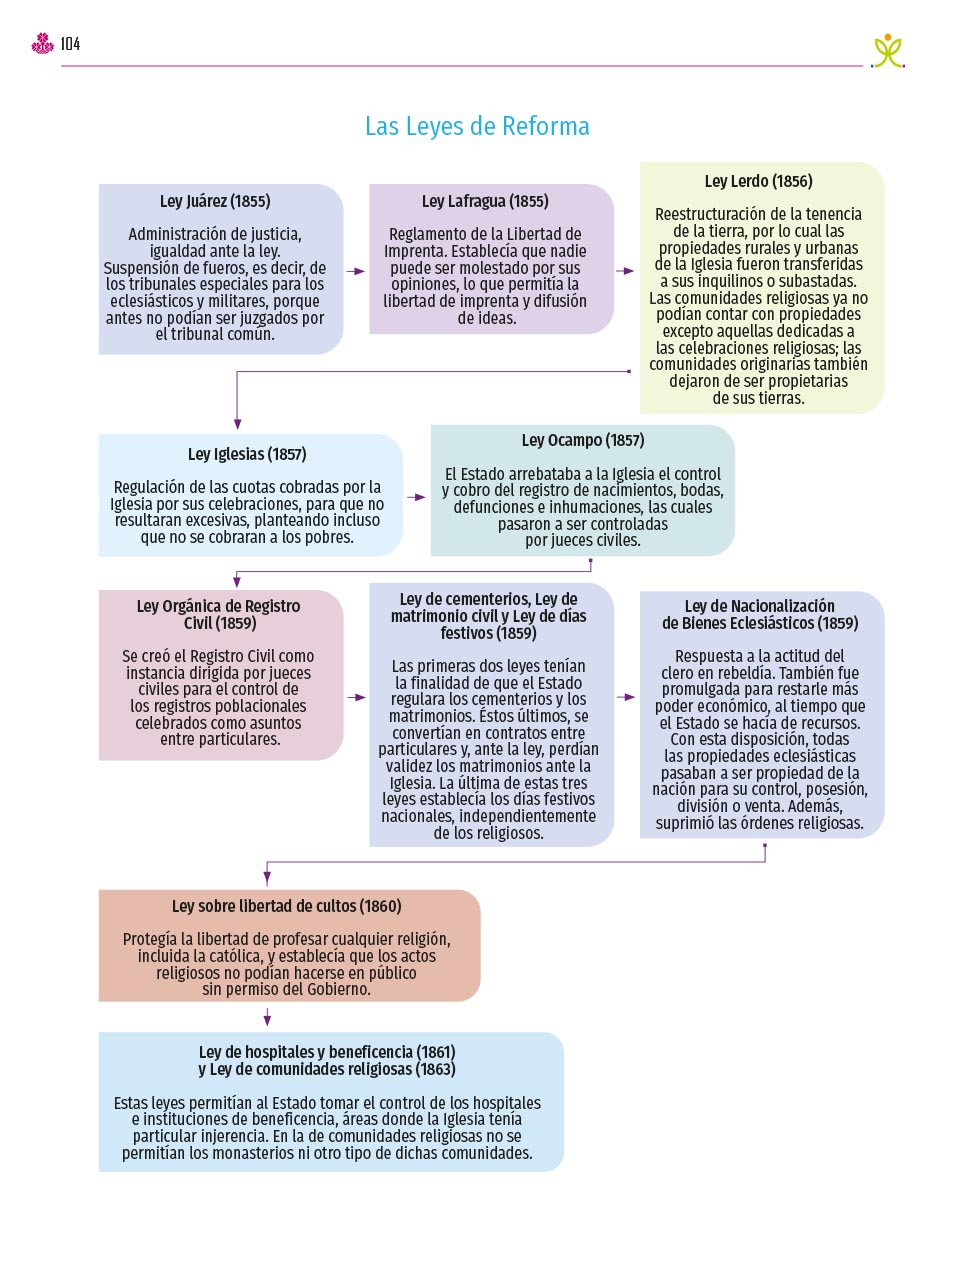 104
Las Leyes de Reforma
Ley Juárez (1855)
Administración de justicia,
igualdad ante la ley.
Suspensión de fueros, es decir, de
los tribunales especiales para los
eclesiásticos y militares, porque
antes no podían ser juzgados por
el tribunal común.
Ley Lafragua (1855)
Reglamento de la Libertad de
Imprenta. Establecía que nadie
puede ser molestado por sus
opiniones, lo que permitía la
libertad de imprenta y difusión
de ideas.
Ley Lerdo (1856)
Reestructuración de la tenencia
de la tierra, por lo cual las
propiedades rurales y urbanas
de la Iglesia fueron transferidas
a sus inquilinos o subastadas.
Las comunidades religiosas ya no
podían contar con propiedades
excepto aquellas dedicadas a
las celebraciones religiosas; las
comunidades originarias también
dejaron de ser propietarias
de sus tierras.
Ley Iglesias (1857)
Regulación de las cuotas cobradas por la
Iglesia por sus celebraciones, para que no
resultaran excesivas, planteando incluso
que no se cobraran a los pobres.
Ley Ocampo (1857)
El Estado arrebataba a la Iglesia el control
y cobro del registro de nacimientos, bodas,
defunciones e inhumaciones, las cuales
pasaron a ser controladas
por jueces civiles.
Ley Orgánica de Registro
Civil (1859)
Se creó el Registro Civil como
instancia dirigida por jueces
civiles para el control de
los registros poblacionales
celebrados como asuntos
entre particulares.
Ley de cementerios, Ley de
matrimonio civil y Ley de días
festivos (1859)
Las primeras dos leyes tenían
la finalidad de que el Estado
regulara los cementerios y los
matrimonios. Éstos últimos, se
convertían en contratos entre
particulares y, ante la ley, perdían
validez los matrimonios ante la
Iglesia. La última de estas tres
leyes establecía los días festivos
nacionales, independientemente
de los religiosos.
Ley de Nacionalización
de Bienes Eclesiásticos (1859)
Respuesta a la actitud del
clero en rebeldía. También fue
promulgada para restarle más
poder económico, al tiempo que
el Estado se hacía de recursos.
Con esta disposición, todas
las propiedades eclesiásticas
pasaban a ser propiedad de la
nación para su control, posesión,
división o venta. Además,
suprimió las órdenes religiosas.
Ley sobre libertad de cultos (1860)
Protegía la libertad de profesar cualquier religión,
incluida la católica, y establecía que los actos
religiosos no podían hacerse en público
sin permiso del Gobierno.
Ley de hospitales y beneficencia (1861)
y Ley de comunidades religiosas (1863)
Estas leyes permitían al Estado tomar el control de los hospitales
e instituciones de beneficencia, áreas donde la Iglesia tenía
particular injerencia. En la de comunidades religiosas no se
permitían los monasterios ni otro tipo de dichas comunidades.